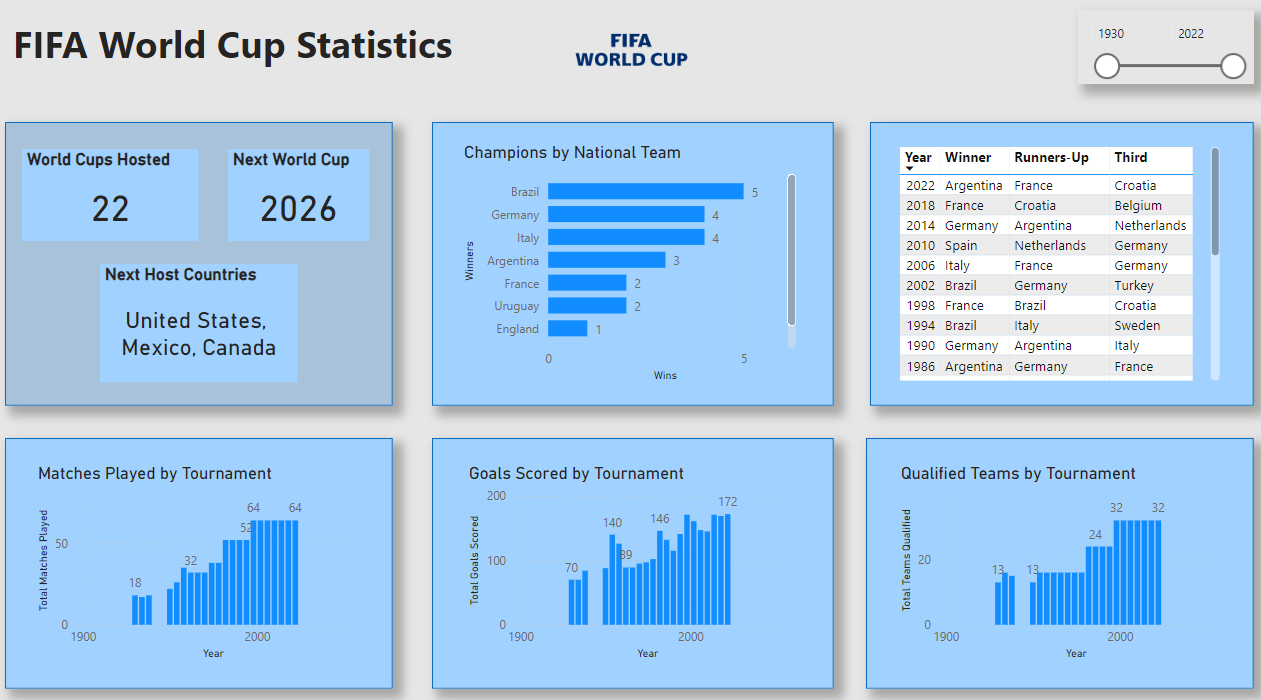 FIFA World Cup Statistics
FIFA
WORLD CUP
1930 2022
World Cups Hosted
22
Next World Cup
2026
Next Host Countries
United States,
Mexico, Canada
Champions by National Team
Winners
Brazil 5
Germany 4
Italy 4
Argentina 3
France 2
Uruguay 2
England 1
0 5
Wins
Year Winner Runners-Up Third
2022 Argentina France Croatia
2018 France Croatia Belgium
2014 Germany Argentina Netherlands
2010 Spain Netherlands Germany
2006 Italy France Germany
2002 Brazil Germany Turkey
1998 France Brazil Croatia
1994 Brazil Italy Sweden
1990 Germany Argentina Italy
1986 Argentina Germany France
Matches Played by Tournament
Total Matches Played
50
0
18
32
52
64
64
1900 2000
Year
Goals Scored by Tournament
Total Goals Scored
200
100
0
70
140
89
146
172
1900 2000
Year
Qualified Teams by Tournament
Total Teams Qualified
20
0
13
13
24
32
32
1900 2000
Year